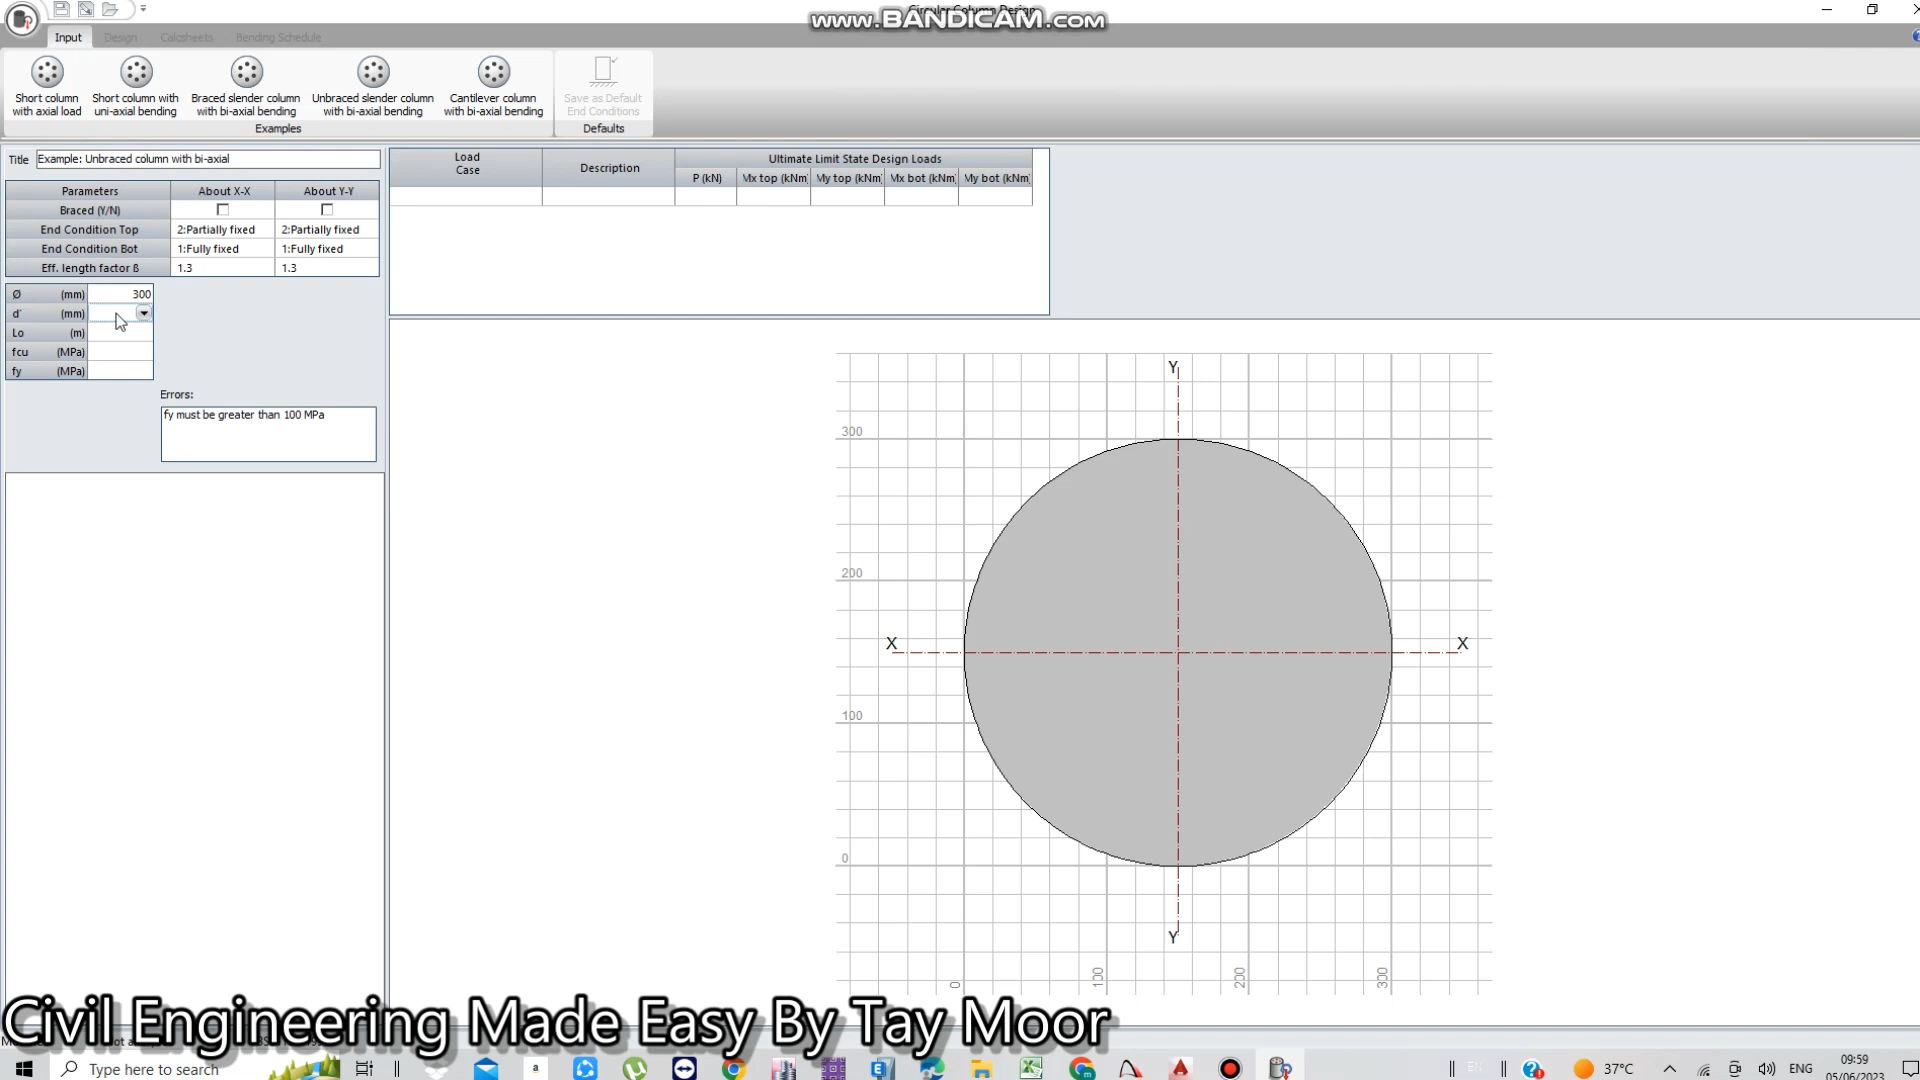 Circular Column Design
www.BANDICAM.com
Input
Design
Calcsheets
Bending Schedule
Short column with axial load
Short column with uni-axial bending
Braced slender column with bi-axial bending
Unbraced slender column with bi-axial bending
Cantilever column with bi-axial bending
Save as Default End Conditions
Examples
Defaults
Title Example: Unbraced column with bi-axial
Parameters About X-X About Y-Y
Braced (Y/N)
End Condition Top 2:Partially fixed 2:Partially fixed
End Condition Bot 1:Fully fixed 1:Fully fixed
Eff. length factor ß 1.3 1.3
Ø (mm) 300
d' (mm)
Lo (m)
fcu (MPa)
fy (MPa)
Errors:
fy must be greater than 100 MPa
Load Case
Description
Ultimate Limit State Design Loads
P (kN) Mx top (kNm) My top (kNm) Mx bot (kNm) My bot (kNm)
Y
300
200
X X
100
0
Y
0 100 200 300
Civil Engineering Made Easy By Tay Moor
Type here to search
37°C
ENG
09:59
05/06/2023